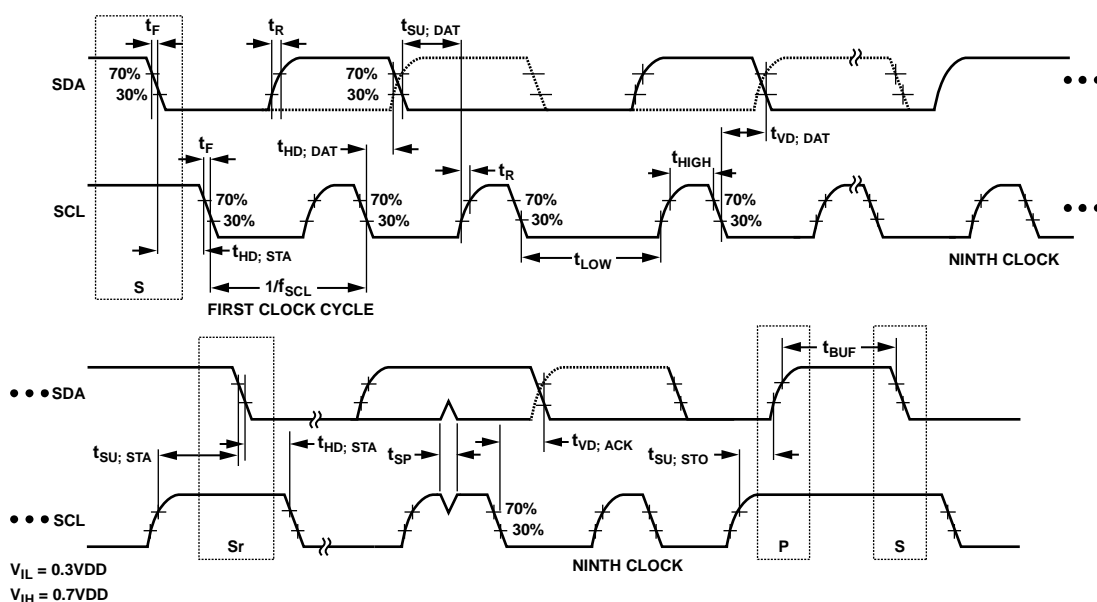 tF tR tSU; DAT
70% 70%
SDA 30% 30%
tHD; DAT tVD; DAT
tF tR tHIGH
70% 70% 70% 70%
SCL 30% 30% 30% 30%
tHD; STA tLOW
S 1/fSCL NINTH CLOCK
FIRST CLOCK CYCLE
tBUF
SDA
tSU; STA tHD; STA tSP tVD; ACK tSU; STO
70%
SCL 30%
Sr P S
NINTH CLOCK
VIL = 0.3VDD
VIH = 0.7VDD